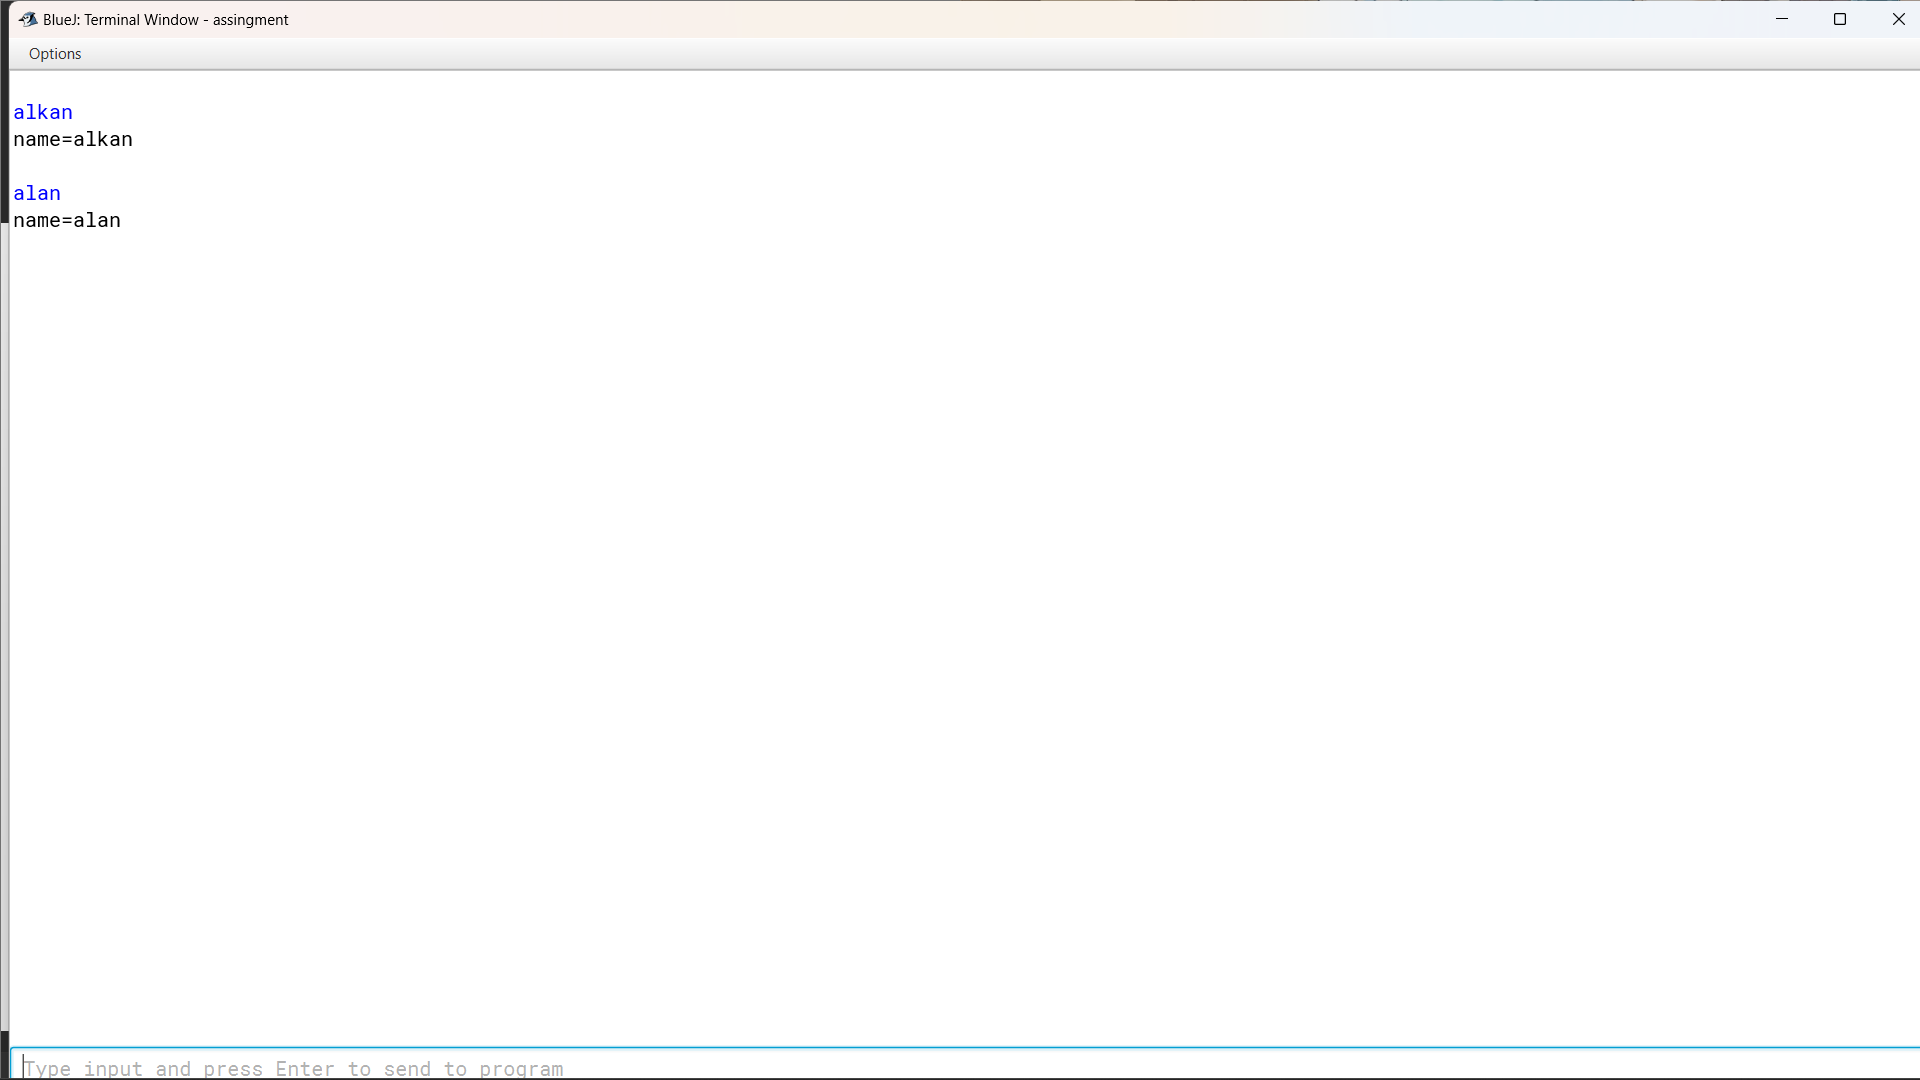 BlueJ: Terminal Window - assingment
Options
alkan
name=alkan
alan
name=alan
Type input and press Enter to send to program